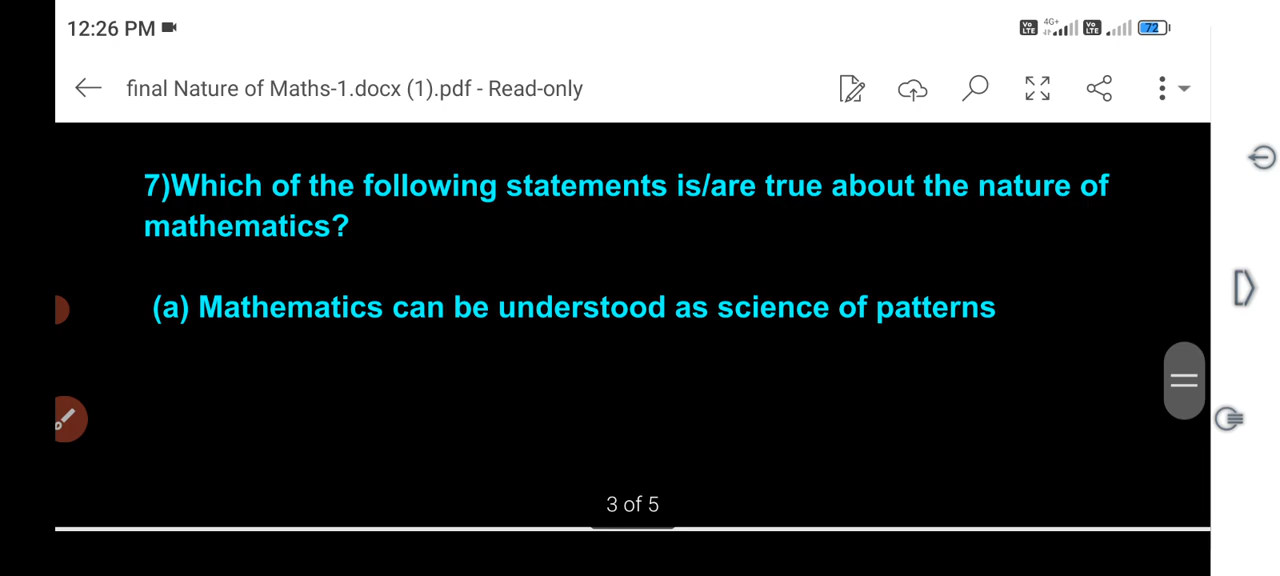 12:26 PM
VoLTE 4G+ VoLTE 72
final Nature of Maths-1.docx (1).pdf - Read-only
7)Which of the following statements is/are true about the nature of
mathematics?
(a) Mathematics can be understood as science of patterns
3 of 5